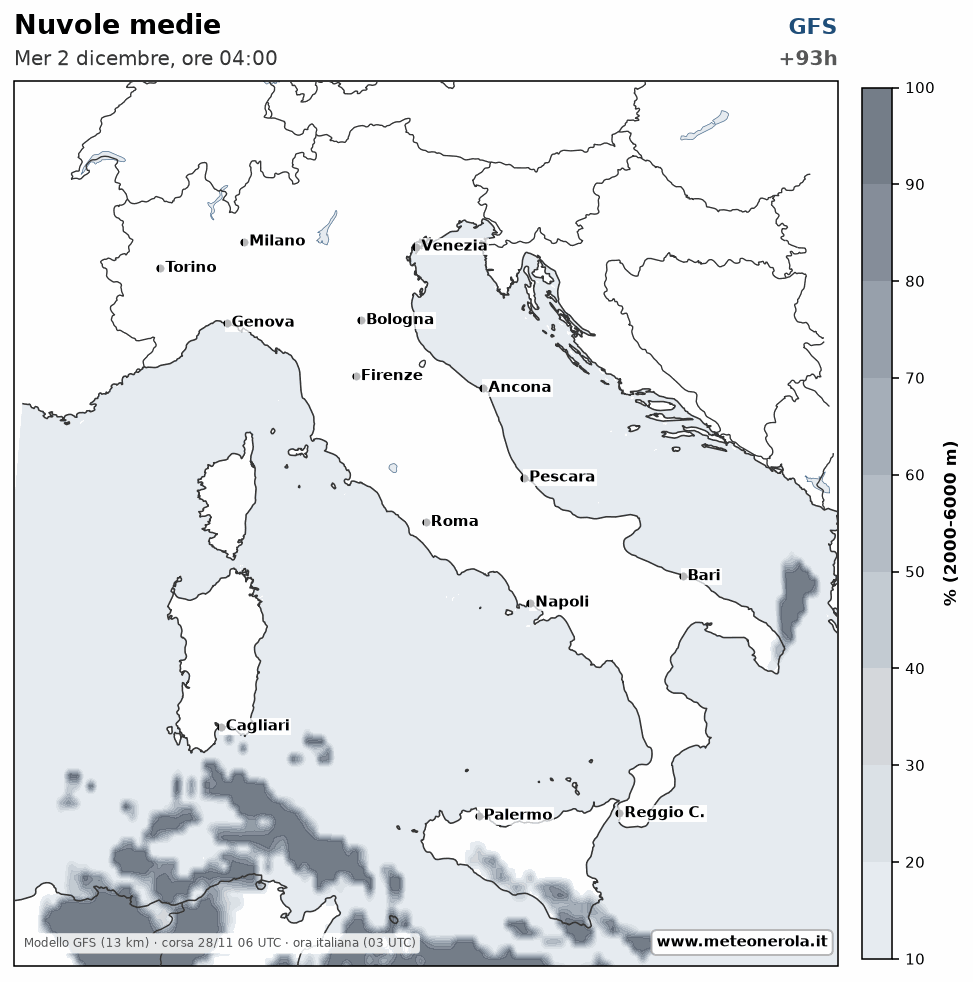 Nuvole medie
GFS
Mer 2 dicembre, ore 04:00
+93h
Milano
Venezia
Torino
Genova
Bologna
Firenze
Ancona
Pescara
Roma
Bari
Napoli
Cagliari
Palermo
Reggio C.
Modello GFS (13 km) · corsa 28/11 06 UTC · ora italiana (03 UTC)
www.meteonerola.it
100
90
80
70
60
50
40
30
20
10
% (2000-6000 m)